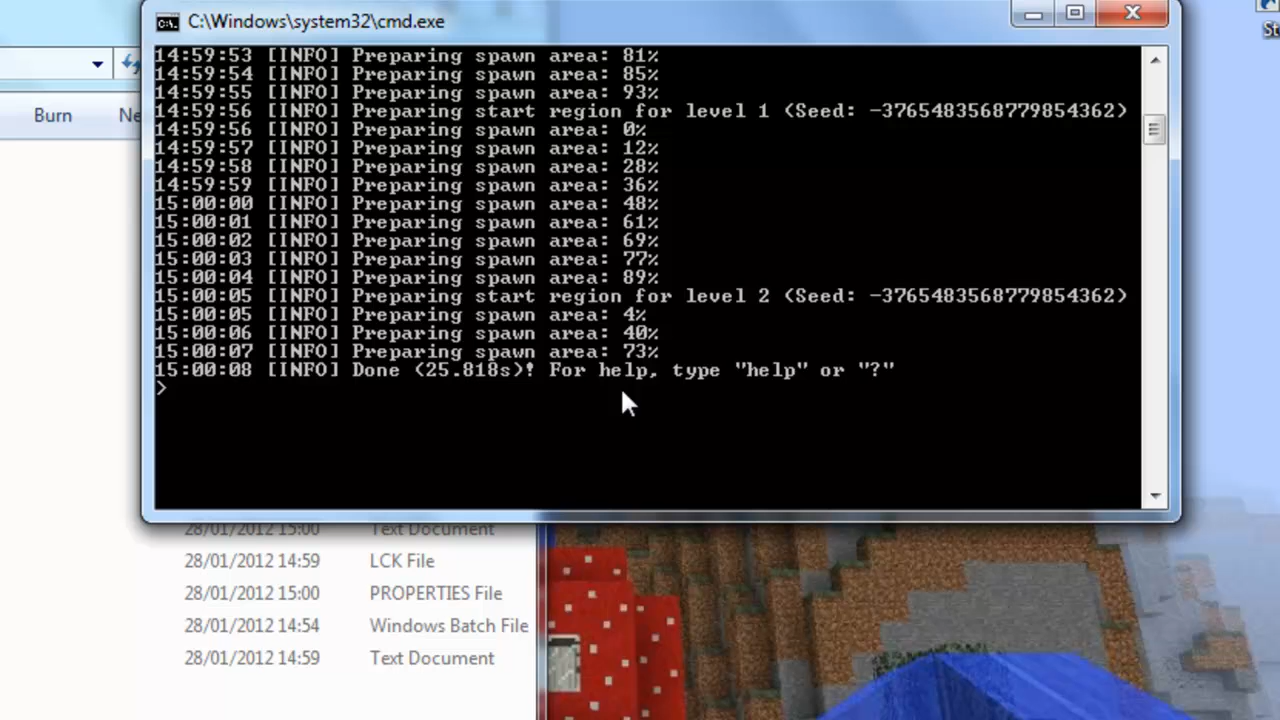 C:\Windows\system32\cmd.exe
St
Burn
Ne
14:59:53 [INFO] Preparing spawn area: 81%
14:59:54 [INFO] Preparing spawn area: 85%
14:59:55 [INFO] Preparing spawn area: 93%
14:59:56 [INFO] Preparing start region for level 1 (Seed: -3765483568779854362)
14:59:56 [INFO] Preparing spawn area: 0%
14:59:57 [INFO] Preparing spawn area: 12%
14:59:58 [INFO] Preparing spawn area: 28%
14:59:59 [INFO] Preparing spawn area: 36%
15:00:00 [INFO] Preparing spawn area: 48%
15:00:01 [INFO] Preparing spawn area: 61%
15:00:02 [INFO] Preparing spawn area: 69%
15:00:03 [INFO] Preparing spawn area: 77%
15:00:04 [INFO] Preparing spawn area: 89%
15:00:05 [INFO] Preparing start region for level 2 (Seed: -3765483568779854362)
15:00:05 [INFO] Preparing spawn area: 4%
15:00:06 [INFO] Preparing spawn area: 40%
15:00:07 [INFO] Preparing spawn area: 73%
15:00:08 [INFO] Done (25.818s)! For help, type "help" or "?"
>
28/01/2012 15:00 Text Document
28/01/2012 14:59 LCK File
28/01/2012 15:00 PROPERTIES File
28/01/2012 14:54 Windows Batch File
28/01/2012 14:59 Text Document